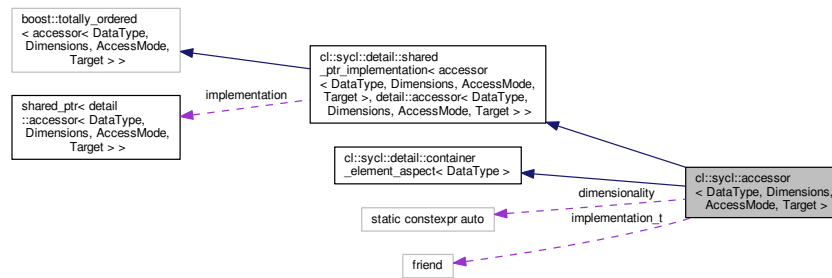 boost::totally_ordered
< accessor< DataType,
Dimensions, AccessMode,
Target > >
shared_ptr< detail
::accessor< DataType,
Dimensions, AccessMode,
Target > >
implementation
cl::sycl::detail::shared
_ptr_implementation< accessor
< DataType, Dimensions, AccessMode,
Target >, detail::accessor< DataType,
Dimensions, AccessMode, Target > >
cl::sycl::detail::container
_element_aspect< DataType >
static constexpr auto
friend
dimensionality
implementation_t
cl::sycl::accessor
< DataType, Dimensions,
AccessMode, Target >